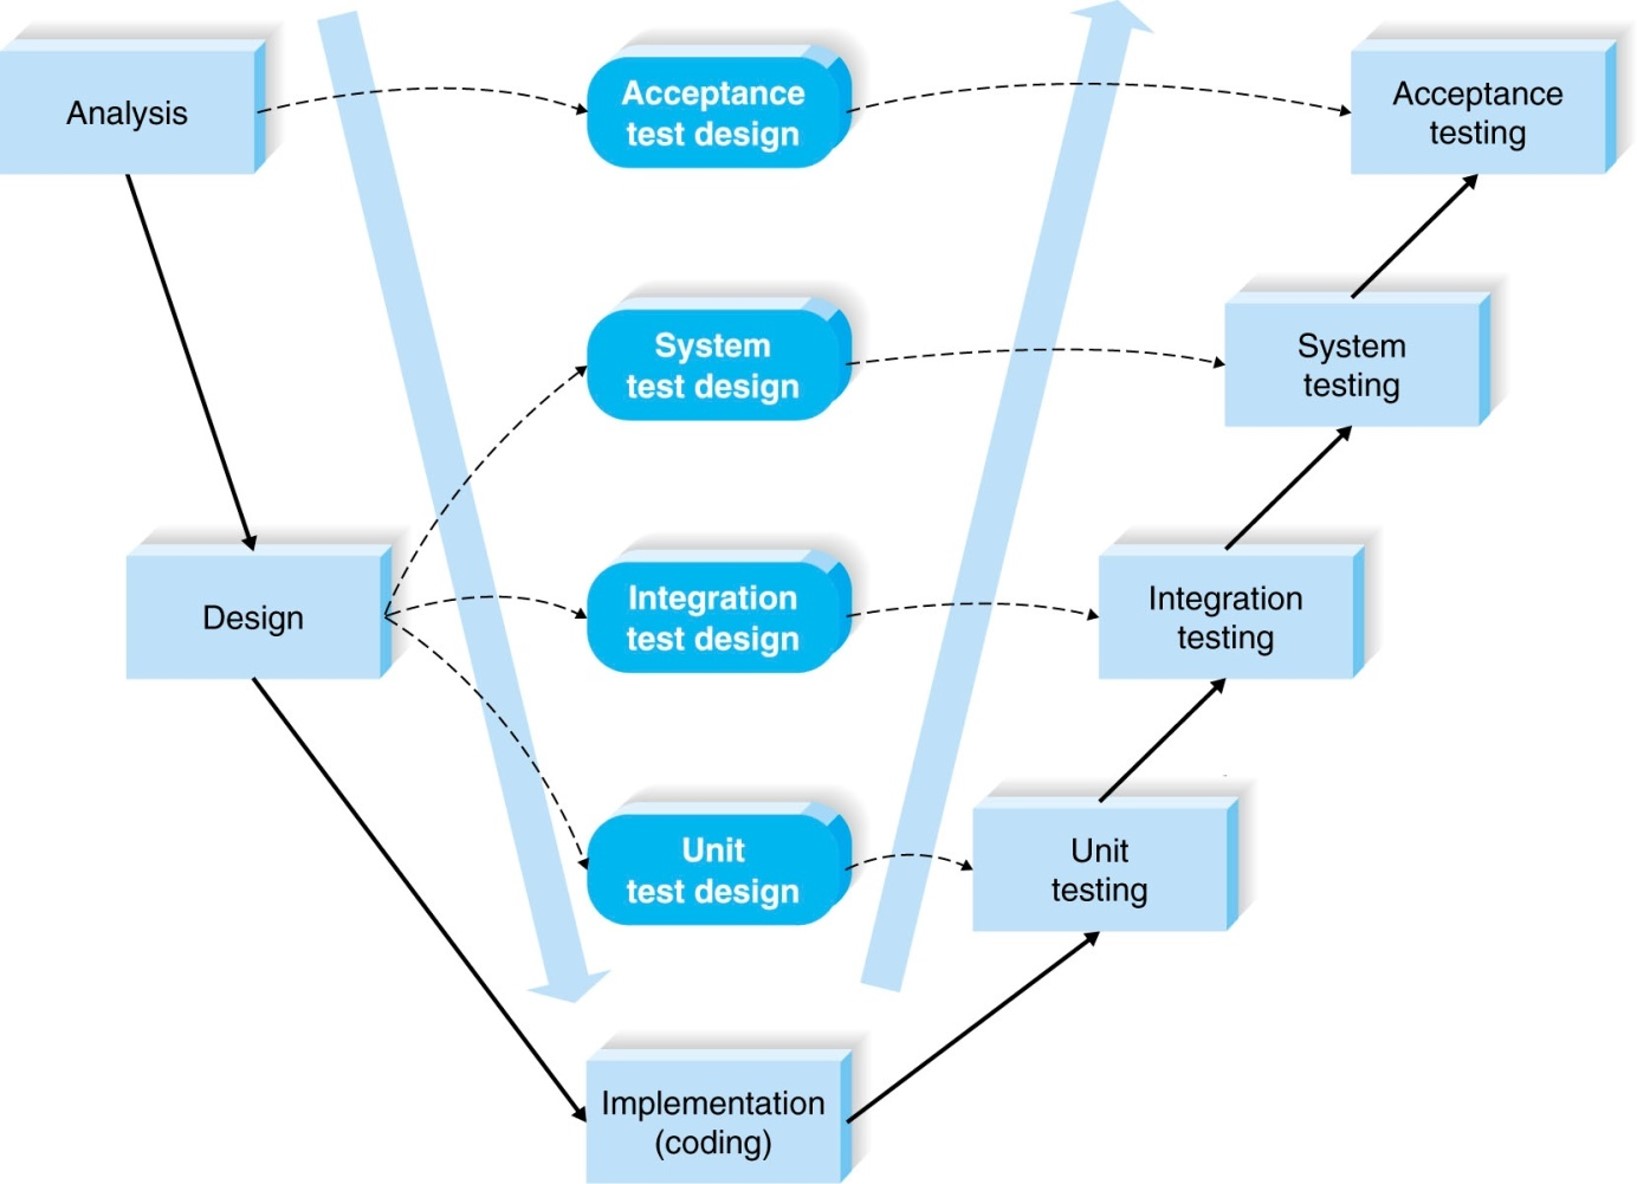 Analysis
Acceptance
test design
Acceptance
testing
System
test design
System
testing
Design
Integration
test design
Integration
testing
Unit
test design
Unit
testing
Implementation
(coding)